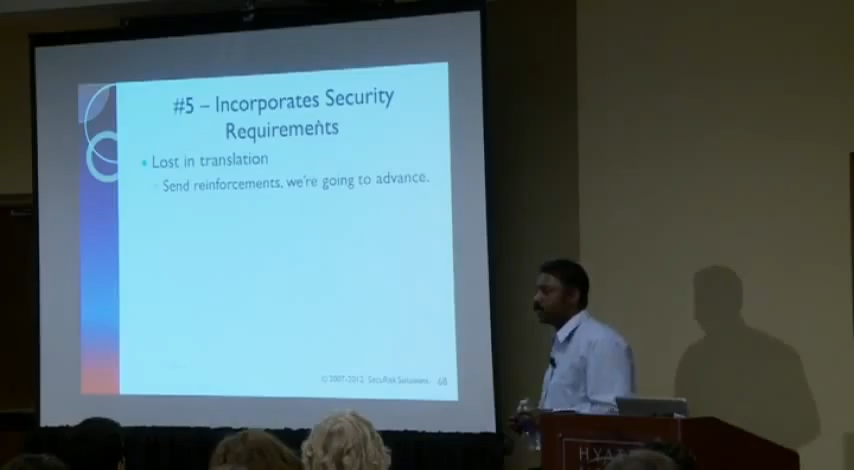 #5 – Incorporates Security
Requirements
• Lost in translation
Send reinforcements, we're going to advance.
© 2007-2012 SecuRisk Solutions 68
HYATT